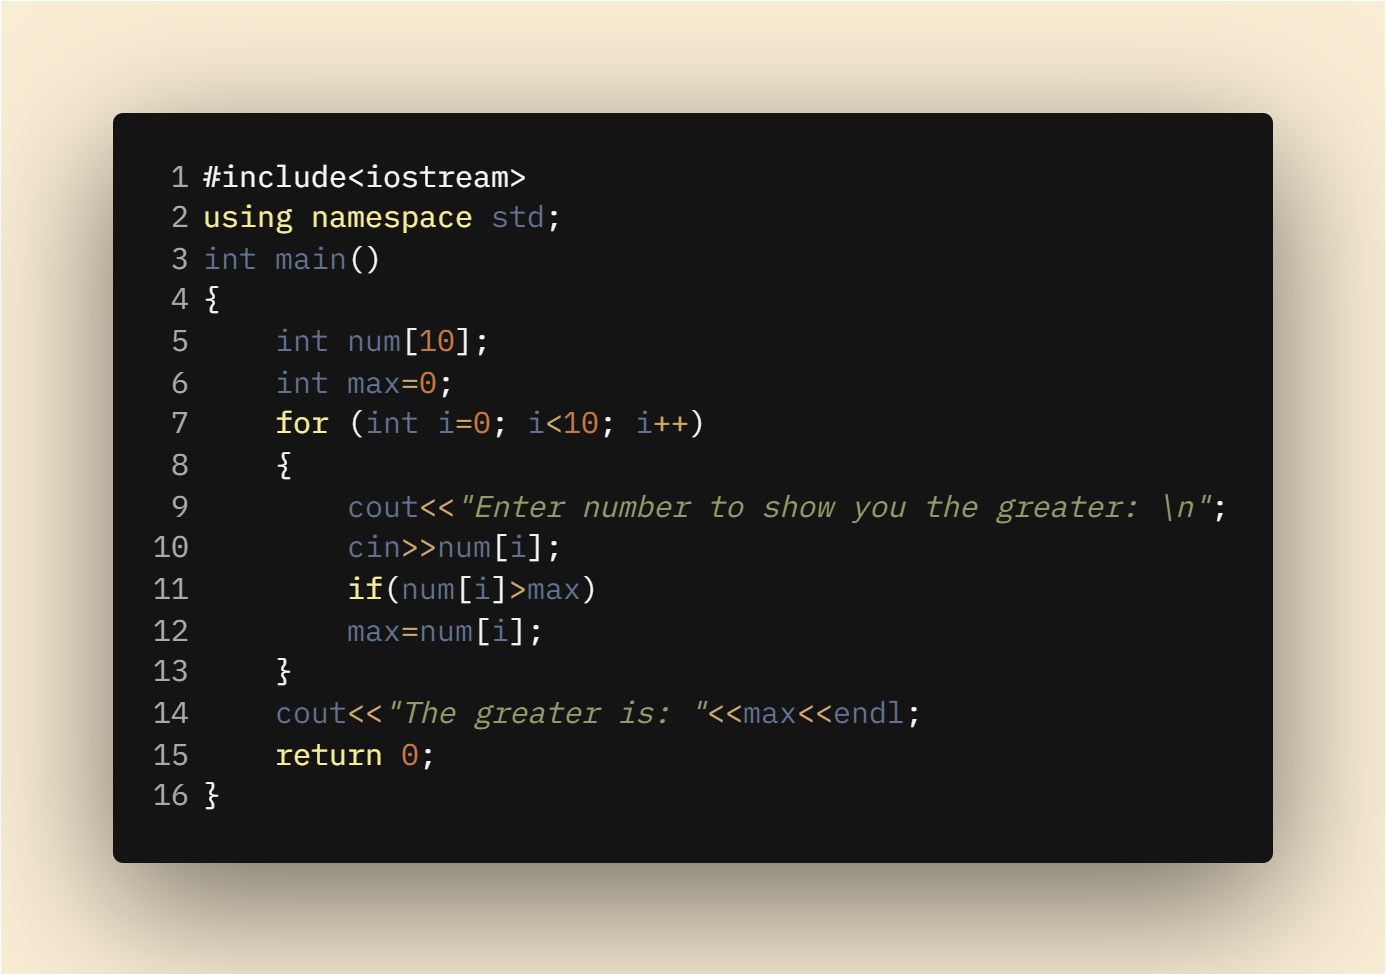 1 #include<iostream>
2 using namespace std;
3 int main()
4 {
5     int num[10];
6     int max=0;
7     for (int i=0; i<10; i++)
8     {
9         cout<<"Enter number to show you the greater: \n";
10         cin>>num[i];
11         if(num[i]>max)
12         max=num[i];
13     }
14     cout<<"The greater is: "<<max<<endl;
15     return 0;
16 }